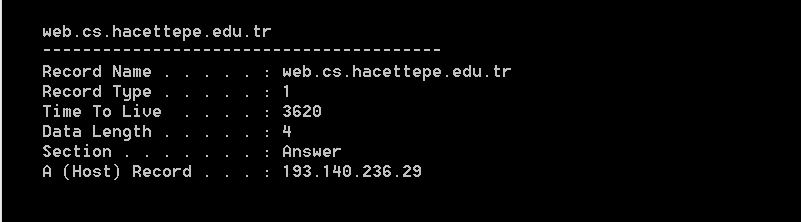 web.cs.hacettepe.edu.tr
----------------------------------------
Record Name . . . . . : web.cs.hacettepe.edu.tr
Record Type . . . . . : 1
Time To Live  . . . . : 3620
Data Length . . . . . : 4
Section . . . . . . . : Answer
A (Host) Record . . . : 193.140.236.29